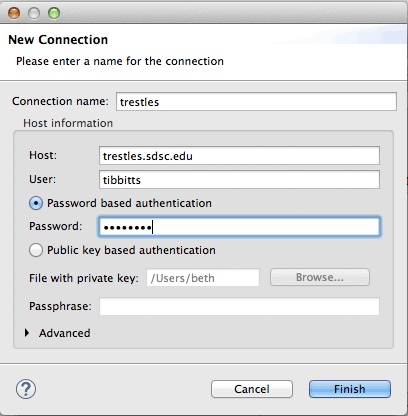 New Connection
Please enter a name for the connection
Connection name: trestles
Host information
Host: trestles.sdsc.edu
User: tibbitts
Password based authentication
Password: ••••••••
Public key based authentication
File with private key: /Users/beth Browse...
Passphrase:
Advanced
? Cancel Finish